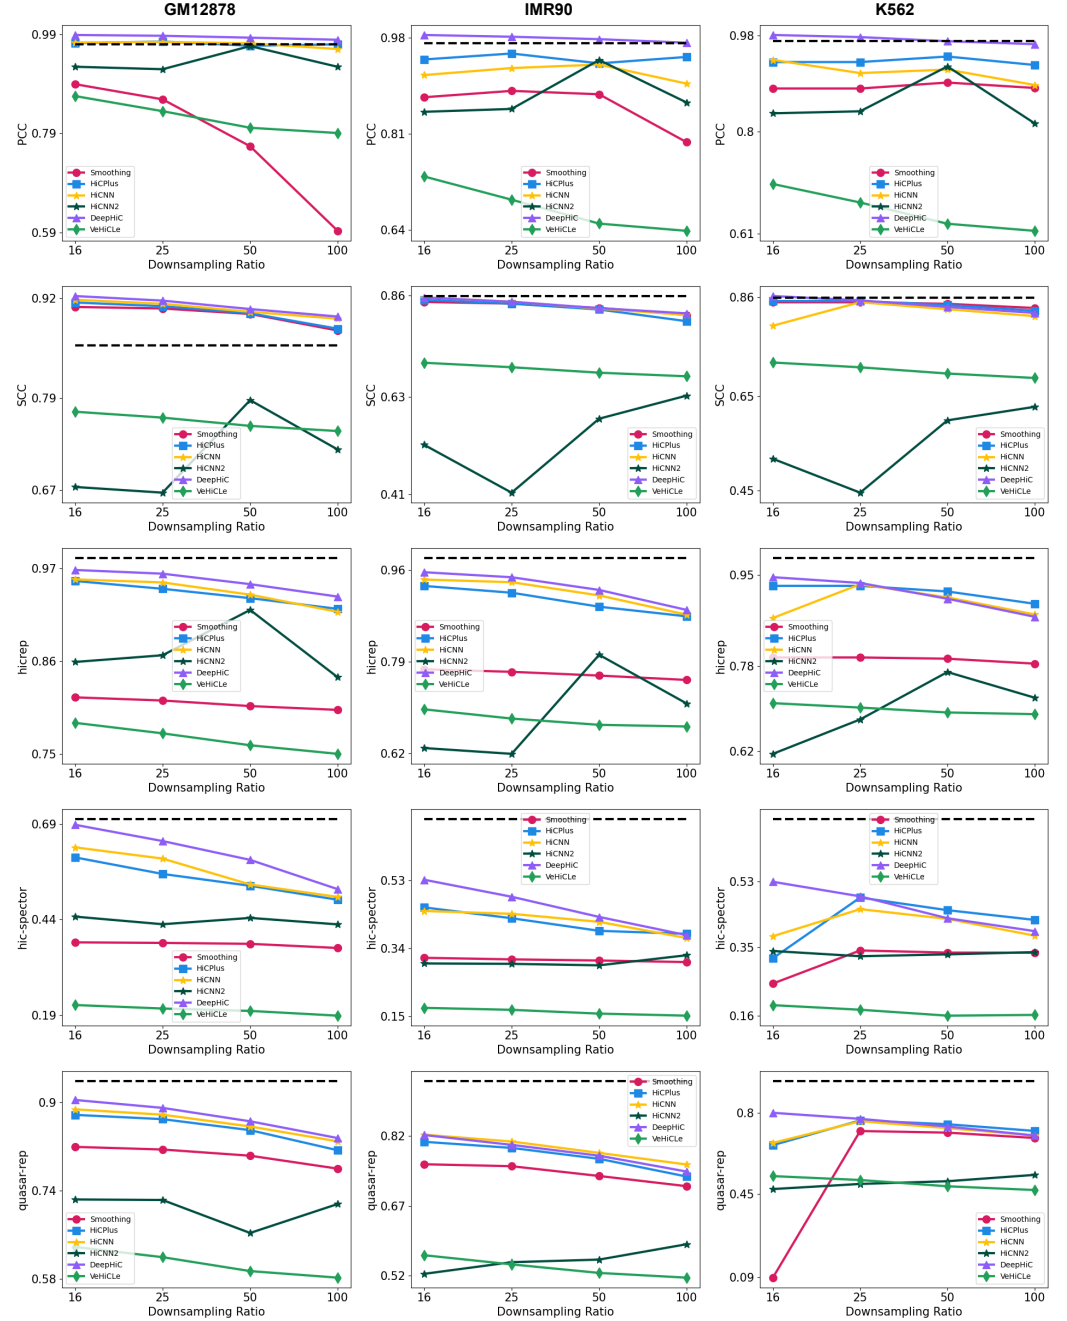 GM12878
IMR90
K562
0.99
0.79
0.59
PCC
Smoothing
HiCPlus
HiCNN
HiCNN2
DeepHiC
VeHiCLe
16 25 50 100
Downsampling Ratio
0.98
0.81
0.64
PCC
Smoothing
HiCPlus
HiCNN
HiCNN2
DeepHiC
VeHiCLe
16 25 50 100
Downsampling Ratio
0.98
0.8
0.61
PCC
Smoothing
HiCPlus
HiCNN
HiCNN2
DeepHiC
VeHiCLe
16 25 50 100
Downsampling Ratio
0.92
0.79
0.67
SCC
Smoothing
HiCPlus
HiCNN
HiCNN2
DeepHiC
VeHiCLe
16 25 50 100
Downsampling Ratio
0.86
0.63
0.41
SCC
Smoothing
HiCPlus
HiCNN
HiCNN2
DeepHiC
VeHiCLe
16 25 50 100
Downsampling Ratio
0.86
0.65
0.45
SCC
Smoothing
HiCPlus
HiCNN
HiCNN2
DeepHiC
VeHiCLe
16 25 50 100
Downsampling Ratio
0.97
0.86
0.75
hicrep
Smoothing
HiCPlus
HiCNN
HiCNN2
DeepHiC
VeHiCLe
16 25 50 100
Downsampling Ratio
0.96
0.79
0.62
hicrep
Smoothing
HiCPlus
HiCNN
HiCNN2
DeepHiC
VeHiCLe
16 25 50 100
Downsampling Ratio
0.95
0.78
0.62
hicrep
Smoothing
HiCPlus
HiCNN
HiCNN2
DeepHiC
VeHiCLe
16 25 50 100
Downsampling Ratio
0.69
0.44
0.19
hic-spector
Smoothing
HiCPlus
HiCNN
HiCNN2
DeepHiC
VeHiCLe
16 25 50 100
Downsampling Ratio
0.53
0.34
0.15
hic-spector
Smoothing
HiCPlus
HiCNN
HiCNN2
DeepHiC
VeHiCLe
16 25 50 100
Downsampling Ratio
0.53
0.35
0.16
hic-spector
Smoothing
HiCPlus
HiCNN
HiCNN2
DeepHiC
VeHiCLe
16 25 50 100
Downsampling Ratio
0.9
0.74
0.58
quasar-rep
Smoothing
HiCPlus
HiCNN
HiCNN2
DeepHiC
VeHiCLe
16 25 50 100
Downsampling Ratio
0.82
0.67
0.52
quasar-rep
Smoothing
HiCPlus
HiCNN
HiCNN2
DeepHiC
VeHiCLe
16 25 50 100
Downsampling Ratio
0.8
0.45
0.09
quasar-rep
Smoothing
HiCPlus
HiCNN
HiCNN2
DeepHiC
VeHiCLe
16 25 50 100
Downsampling Ratio